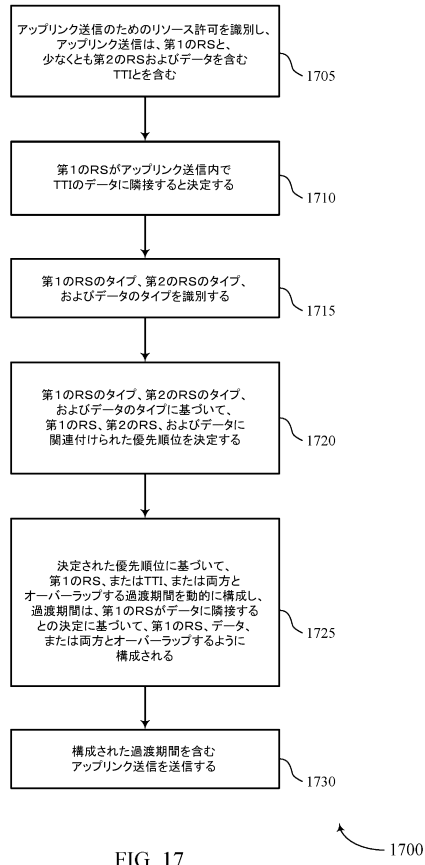 アップリンク送信のためのリソース許可を識別し、
アップリンク送信は、第1のRSと、
少なくとも第2のRSおよびデータを含む
TTIとを含む
1705
第1のRSがアップリンク送信内で
TTIのデータに隣接すると決定する
1710
第1のRSのタイプ、第2のRSのタイプ、
およびデータのタイプを識別する
1715
第1のRSのタイプ、第2のRSのタイプ、
およびデータのタイプに基づいて、
第1のRS、第2のRS、およびデータに
関連付けられた優先順位を決定する
1720
決定された優先順位に基づいて、
第1のRS、またはTTI、または両方と
オーバーラップする過渡期間を動的に構成し、
過渡期間は、第1のRSがデータに隣接する
との決定に基づいて、第1のRS、データ、
または両方とオーバーラップするように
構成される
1725
構成された過渡期間を含む
アップリンク送信を送信する
1730
1700
FIG. 17